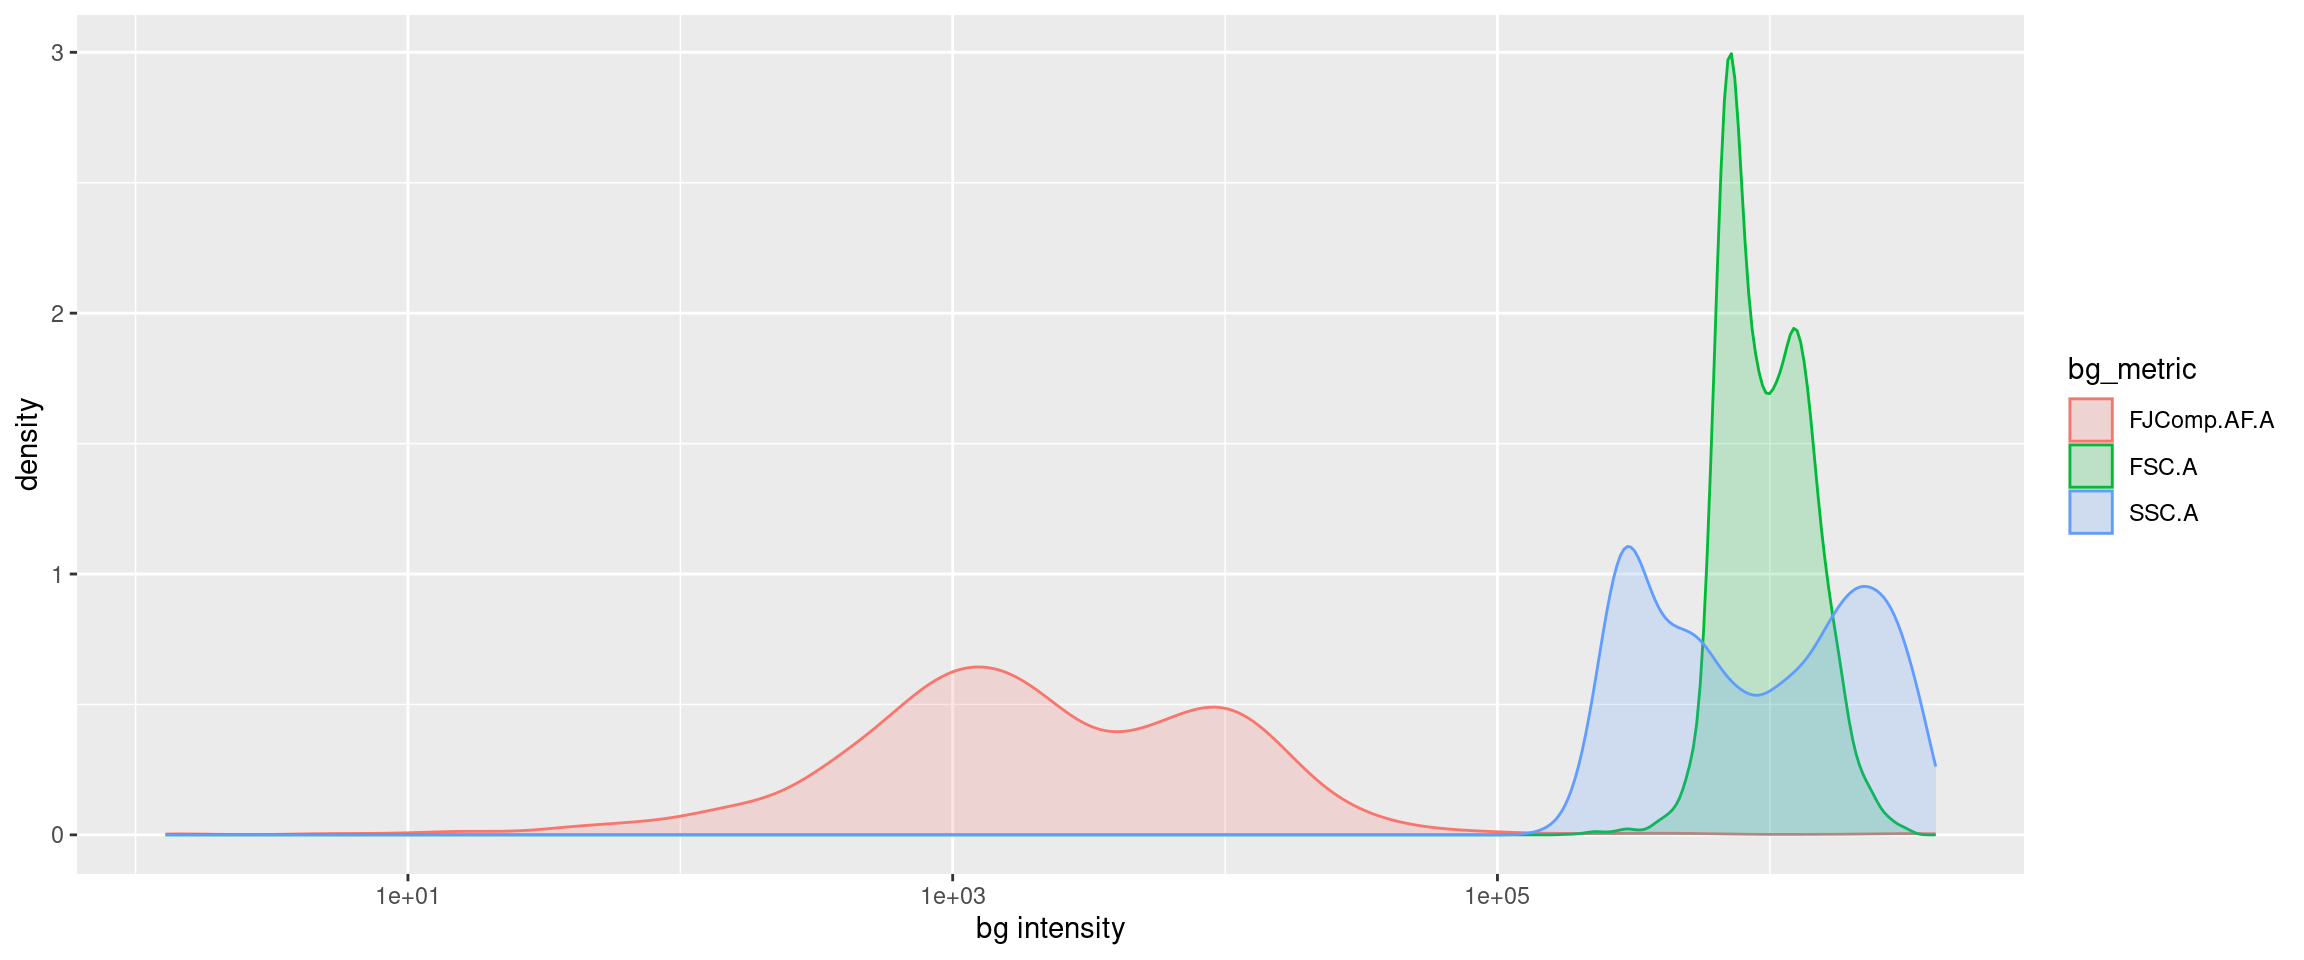 3
2
1
0
density
1e+01
1e+03
1e+05
bg intensity
bg_metric
FJComp.AF.A
FSC.A
SSC.A